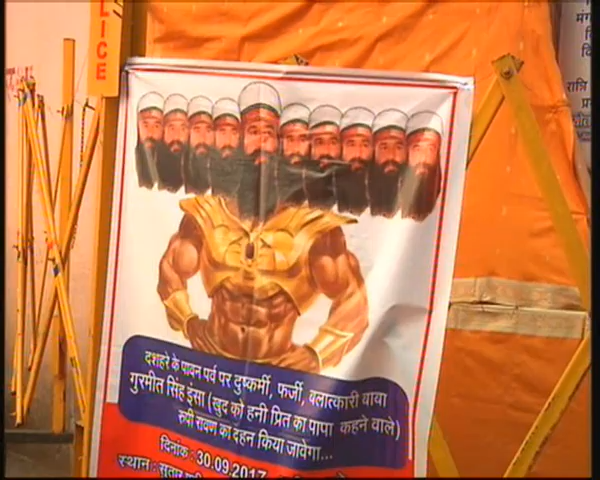 LICE
दशहरे के पावन पर्व पर दुष्कर्मी, फर्जी, बलात्कारी बाबा
गुरमीत सिंह इंसा (खुद को हनी प्रित का पापा कहने वाले)
रुपी रावण का दहन किया जावेगा...
दिनांक : 30.09.2017
स्थान : सुतार
रात्रि